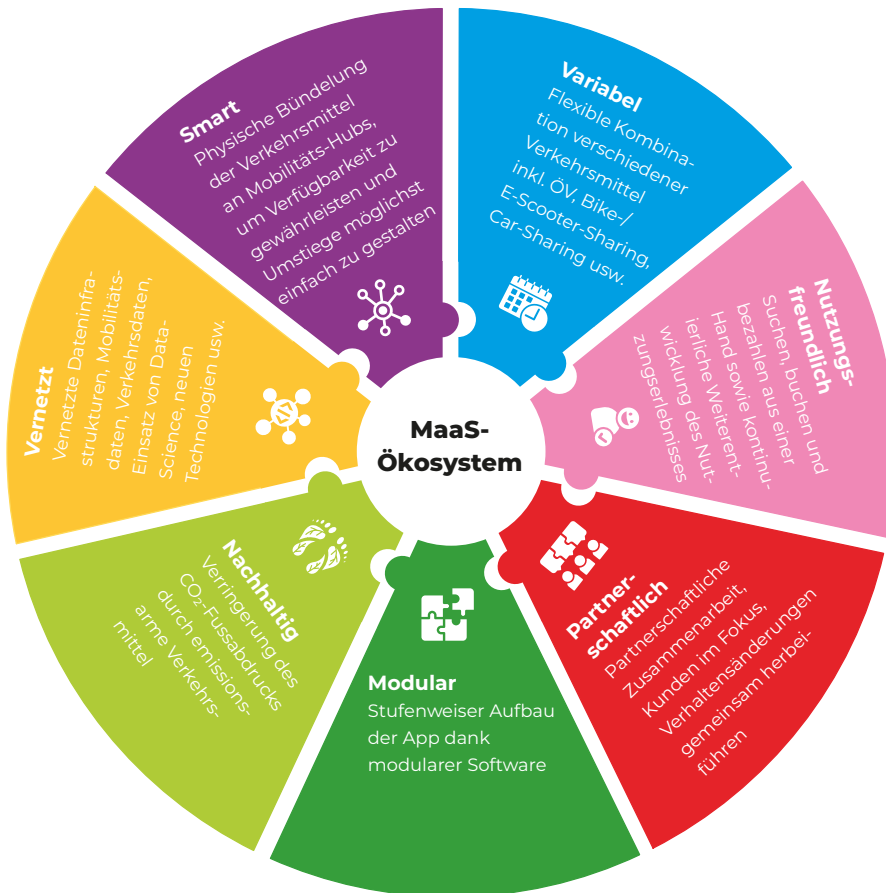 MaaS-
Ökosystem
Variabel
Flexible Kombina-
tion verschiedener
Verkehrsmittel
inkl. ÖV, Bike-/
E-Scooter-Sharing,
Car-Sharing usw.
Nutzungs-
freundlich
Suchen, buchen und
bezahlen aus einer
Hand sowie kontinu-
ierliche Weiterent-
wicklung des Nut-
zungserlebnisses
Partner-
schaftlich
Partnerschaftliche
Zusammenarbeit,
Kunden im Fokus,
Verhaltensänderungen
gemeinsam herbei-
führen
Modular
Stufenweiser Aufbau
der App dank
modularer Software
Nachhaltig
Verringerung des
CO₂-Fussabdrucks
durch emissions-
arme Verkehrs-
mittel
Vernetzt
Vernetzte Dateninfra-
strukturen, Mobilitäts-
daten, Verkehrsdaten,
Einsatz von Data-
Science, neuen
Technologien usw.
Smart
Physische Bündelung
der Verkehrsmittel
an Mobilitäts-Hubs,
um Verfügbarkeit zu
gewährleisten und
Umstiege möglichst
einfach zu gestalten